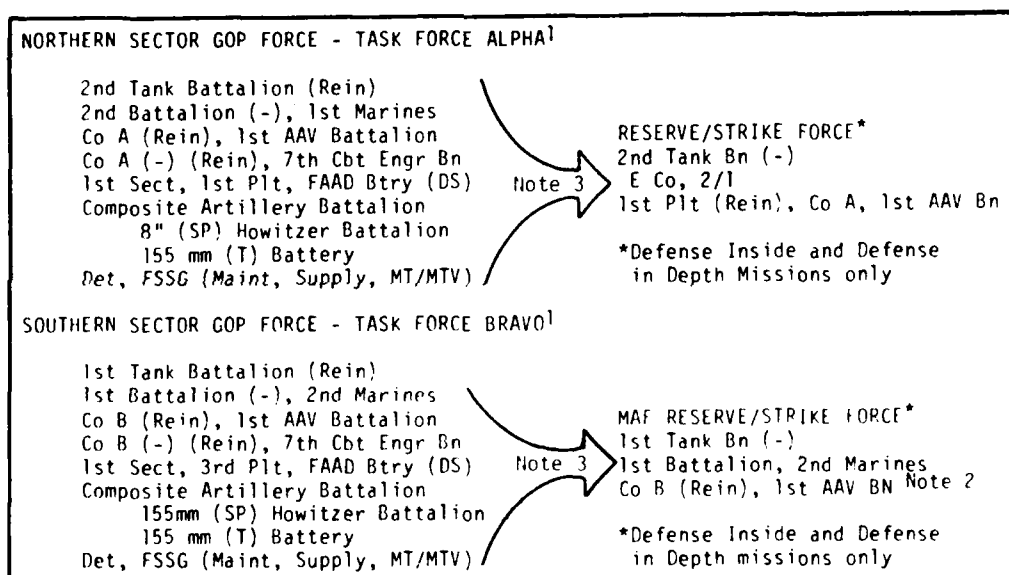 NORTHERN SECTOR GOP FORCE - TASK FORCE ALPHA¹
2nd Tank Battalion (Rein)
2nd Battalion (-), 1st Marines
Co A (Rein), 1st AAV Battalion
Co A (-) (Rein), 7th Cbt Engr Bn
1st Sect, 1st Plt, FAAD Btry (DS)
Composite Artillery Battalion
8" (SP) Howitzer Battalion
155 mm (T) Battery
Det, FSSG (Maint, Supply, MT/MTV)
Note 3
RESERVE/STRIKE FORCE*
2nd Tank Bn (-)
E Co, 2/1
1st Plt (Rein), Co A, 1st AAV Bn
*Defense Inside and Defense
in Depth Missions only
SOUTHERN SECTOR GOP FORCE - TASK FORCE BRAVO¹
1st Tank Battalion (Rein)
1st Battalion (-), 2nd Marines
Co B (Rein), 1st AAV Battalion
Co B (-) (Rein), 7th Cbt Engr Bn
1st Sect, 3rd Plt, FAAD Btry (DS)
Composite Artillery Battalion
155mm (SP) Howitzer Battalion
155 mm (T) Battery
Det, FSSG (Maint, Supply, MT/MTV)
Note 3
MAF RESERVE/STRIKE FORCE*
1st Tank Bn (-)
1st Battalion, 2nd Marines
Co B (Rein), 1st AAV BN Note 2
*Defense Inside and Defense
in Depth missions only